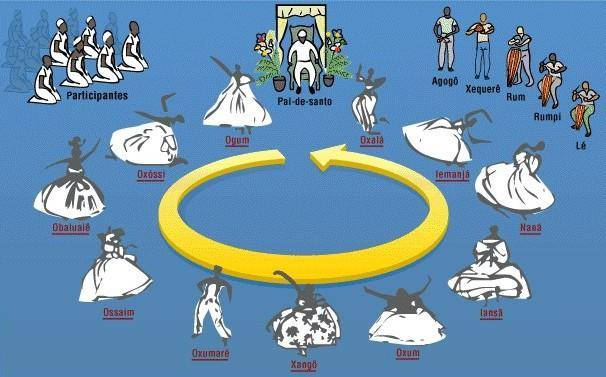 Participantes
Pai-de-santo
Agogô
Xequerê
Rum
Rumpi
Lé
Ogum
Oxalá
Oxóssi
Iemanjá
Obaluaiê
Nanã
Ossaim
Iansã
Oxumaré
Xangô
Oxum